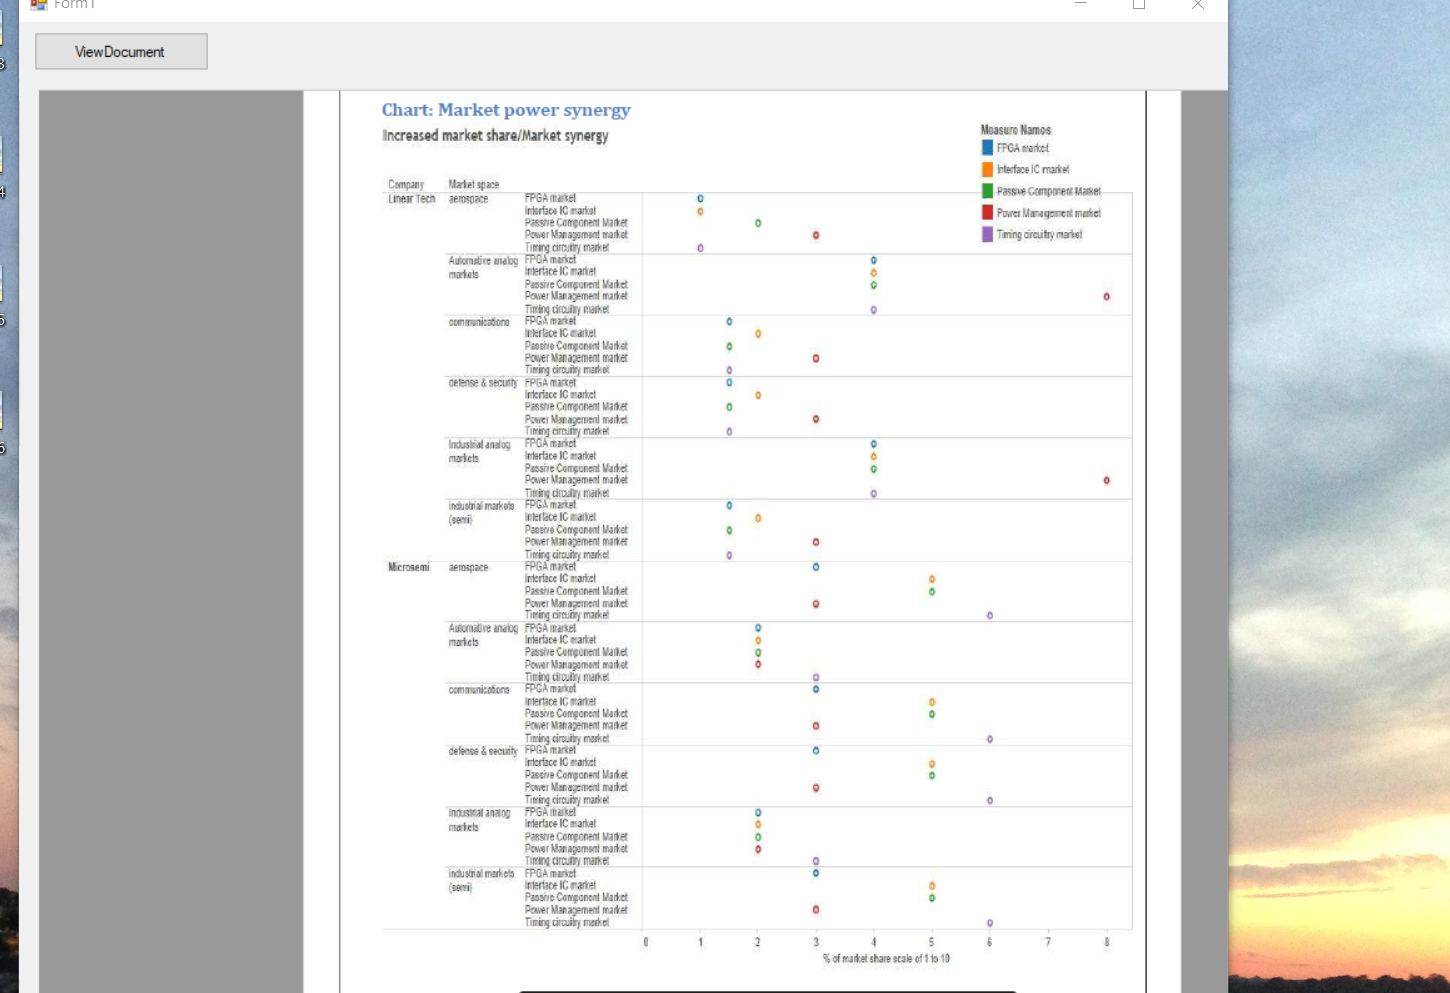 Form1
ViewDocument
3
4
5
6
Chart: Market power synergy
Increased market share/Market synergy
Measure Names
FPGA market
Interface IC market
Passive Component Market
Power Management market
Timing circuitry market
Company Market space
Linear Tech aerospace FPGA market
Interface IC market
Passive Component Market
Power Management market
Timing circuitry market
Automative analog FPGA market
markets Interface IC market
Passive Component Market
Power Management market
Timing circuitry market
communications FPGA market
Interface IC market
Passive Component Market
Power Management market
Timing circuitry market
defense & security FPGA market
Interface IC market
Passive Component Market
Power Management market
Timing circuitry market
Industrial analog FPGA market
markets Interface IC market
Passive Component Market
Power Management market
Timing circuitry market
industrial markets FPGA market
(semi) Interface IC market
Passive Component Market
Power Management market
Timing circuitry market
Microsemi aerospace FPGA market
Interface IC market
Passive Component Market
Power Management market
Timing circuitry market
Automative analog FPGA market
markets Interface IC market
Passive Component Market
Power Management market
Timing circuitry market
communications FPGA market
Interface IC market
Passive Component Market
Power Management market
Timing circuitry market
defense & security FPGA market
Interface IC market
Passive Component Market
Power Management market
Timing circuitry market
Industrial analog FPGA market
markets Interface IC market
Passive Component Market
Power Management market
Timing circuitry market
industrial markets FPGA market
(semi) Interface IC market
Passive Component Market
Power Management market
Timing circuitry market
0 1 2 3 4 5 6 7 8
% of market share scale of 1 to 10